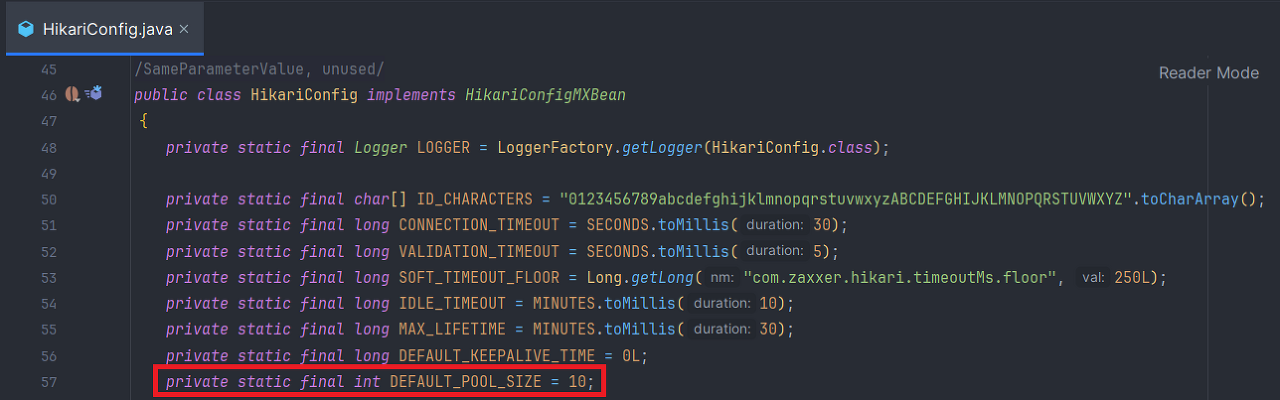 HikariConfig.java ×
Reader Mode
45 /SameParameterValue, unused/
46 public class HikariConfig implements HikariConfigMXBean
47 {
48 private static final Logger LOGGER = LoggerFactory.getLogger(HikariConfig.class);
49
50 private static final char[] ID_CHARACTERS = "0123456789abcdefghijklmnopqrstuvwxyzABCDEFGHIJKLMNOPQRSTUVWXYZ".toCharArray();
51 private static final long CONNECTION_TIMEOUT = SECONDS.toMillis( duration: 30);
52 private static final long VALIDATION_TIMEOUT = SECONDS.toMillis( duration: 5);
53 private static final long SOFT_TIMEOUT_FLOOR = Long.getLong( nm: "com.zaxxer.hikari.timeoutMs.floor", val: 250L);
54 private static final long IDLE_TIMEOUT = MINUTES.toMillis( duration: 10);
55 private static final long MAX_LIFETIME = MINUTES.toMillis( duration: 30);
56 private static final long DEFAULT_KEEPALIVE_TIME = 0L;
57 private static final int DEFAULT_POOL_SIZE = 10;